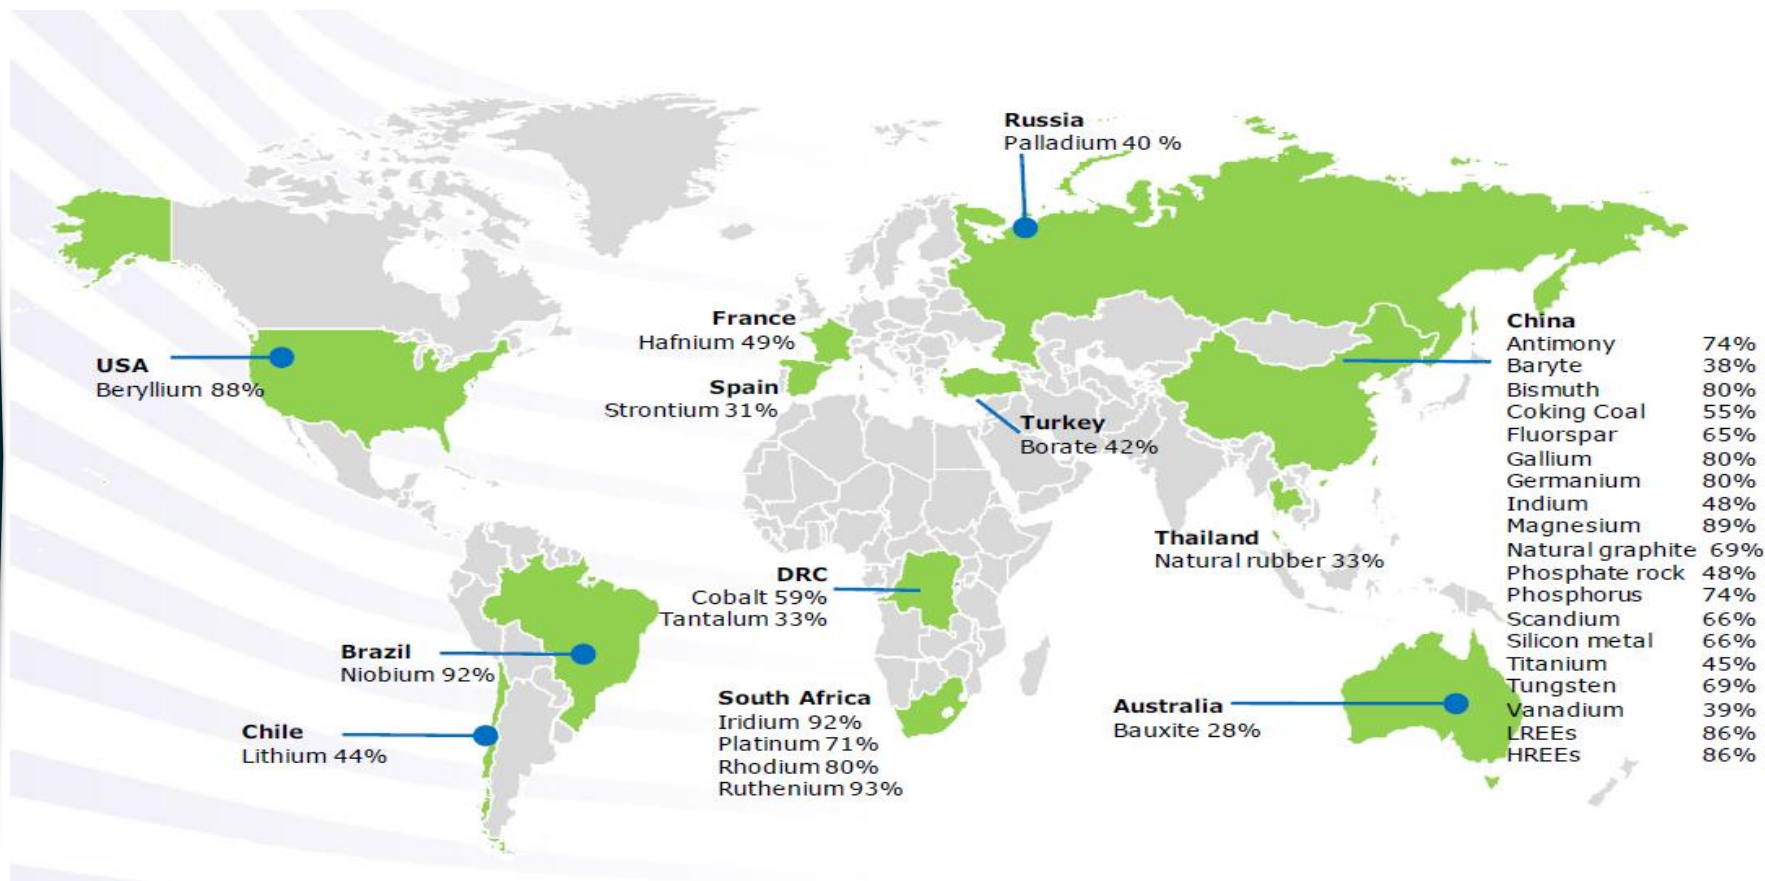 Russia
Palladium 40 %
France
Hafnium 49%
USA
Beryllium 88%
Spain
Strontium 31%
Turkey
Borate 42%
China
Antimony 74%
Baryte 38%
Bismuth 80%
Coking Coal 55%
Fluorspar 65%
Gallium 80%
Germanium 80%
Indium 48%
Magnesium 89%
Natural graphite 69%
Phosphate rock 48%
Phosphorus 74%
Scandium 66%
Silicon metal 66%
Titanium 45%
Tungsten 69%
Vanadium 39%
LREEs 86%
HREEs 86%
Thailand
Natural rubber 33%
DRC
Cobalt 59%
Tantalum 33%
Brazil
Niobium 92%
Chile
Lithium 44%
South Africa
Iridium 92%
Platinum 71%
Rhodium 80%
Ruthenium 93%
Australia
Bauxite 28%